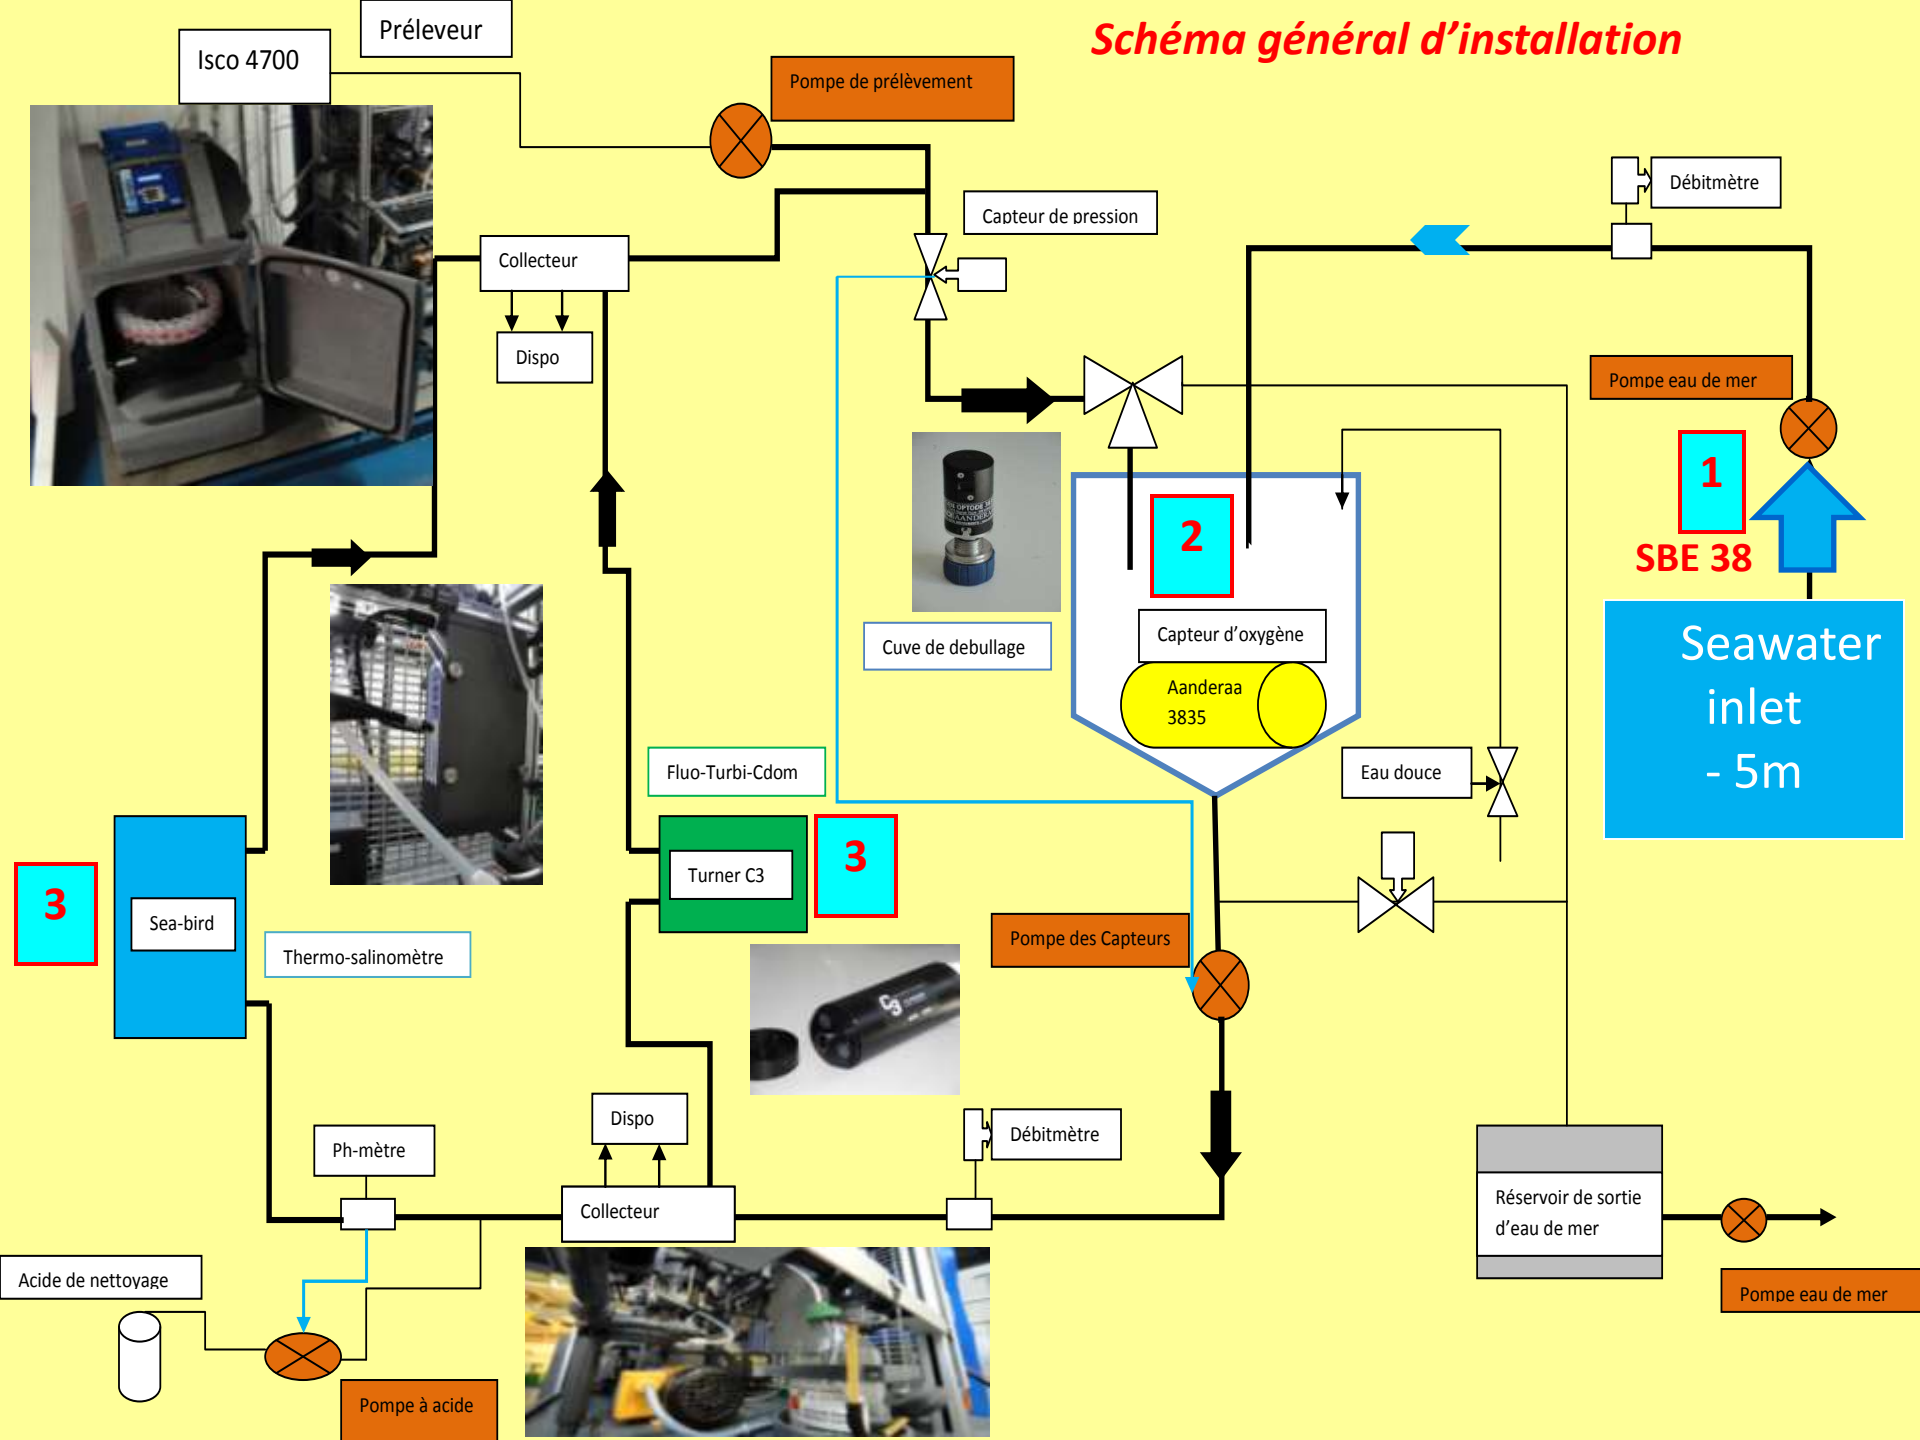 Schéma général d'installation
Préleveur
Isco 4700
Pompe de prélèvement
Débitmètre
Capteur de pression
Collecteur
Dispo
Pompe eau de mer
1
SBE 38
2
OPTODE
AANDERAA
Seawater
inlet
- 5m
Capteur d'oxygène
Cuve de debullage
Aanderaa
3835
Fluo-Turbi-Cdom
Eau douce
3
Turner C3
3
Sea-bird
Thermo-salinomètre
Pompe des Capteurs
C3
Dispo
Ph-mètre
Débitmètre
Collecteur
Réservoir de sortie
d'eau de mer
Acide de nettoyage
Pompe eau de mer
Pompe à acide